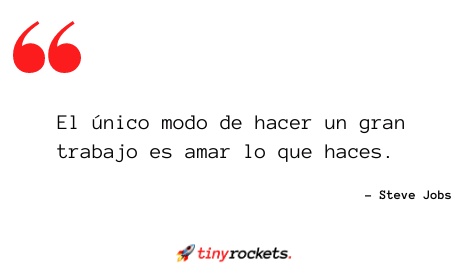 El único modo de hacer un gran
trabajo es amar lo que haces.
– Steve Jobs
tinyrockets.